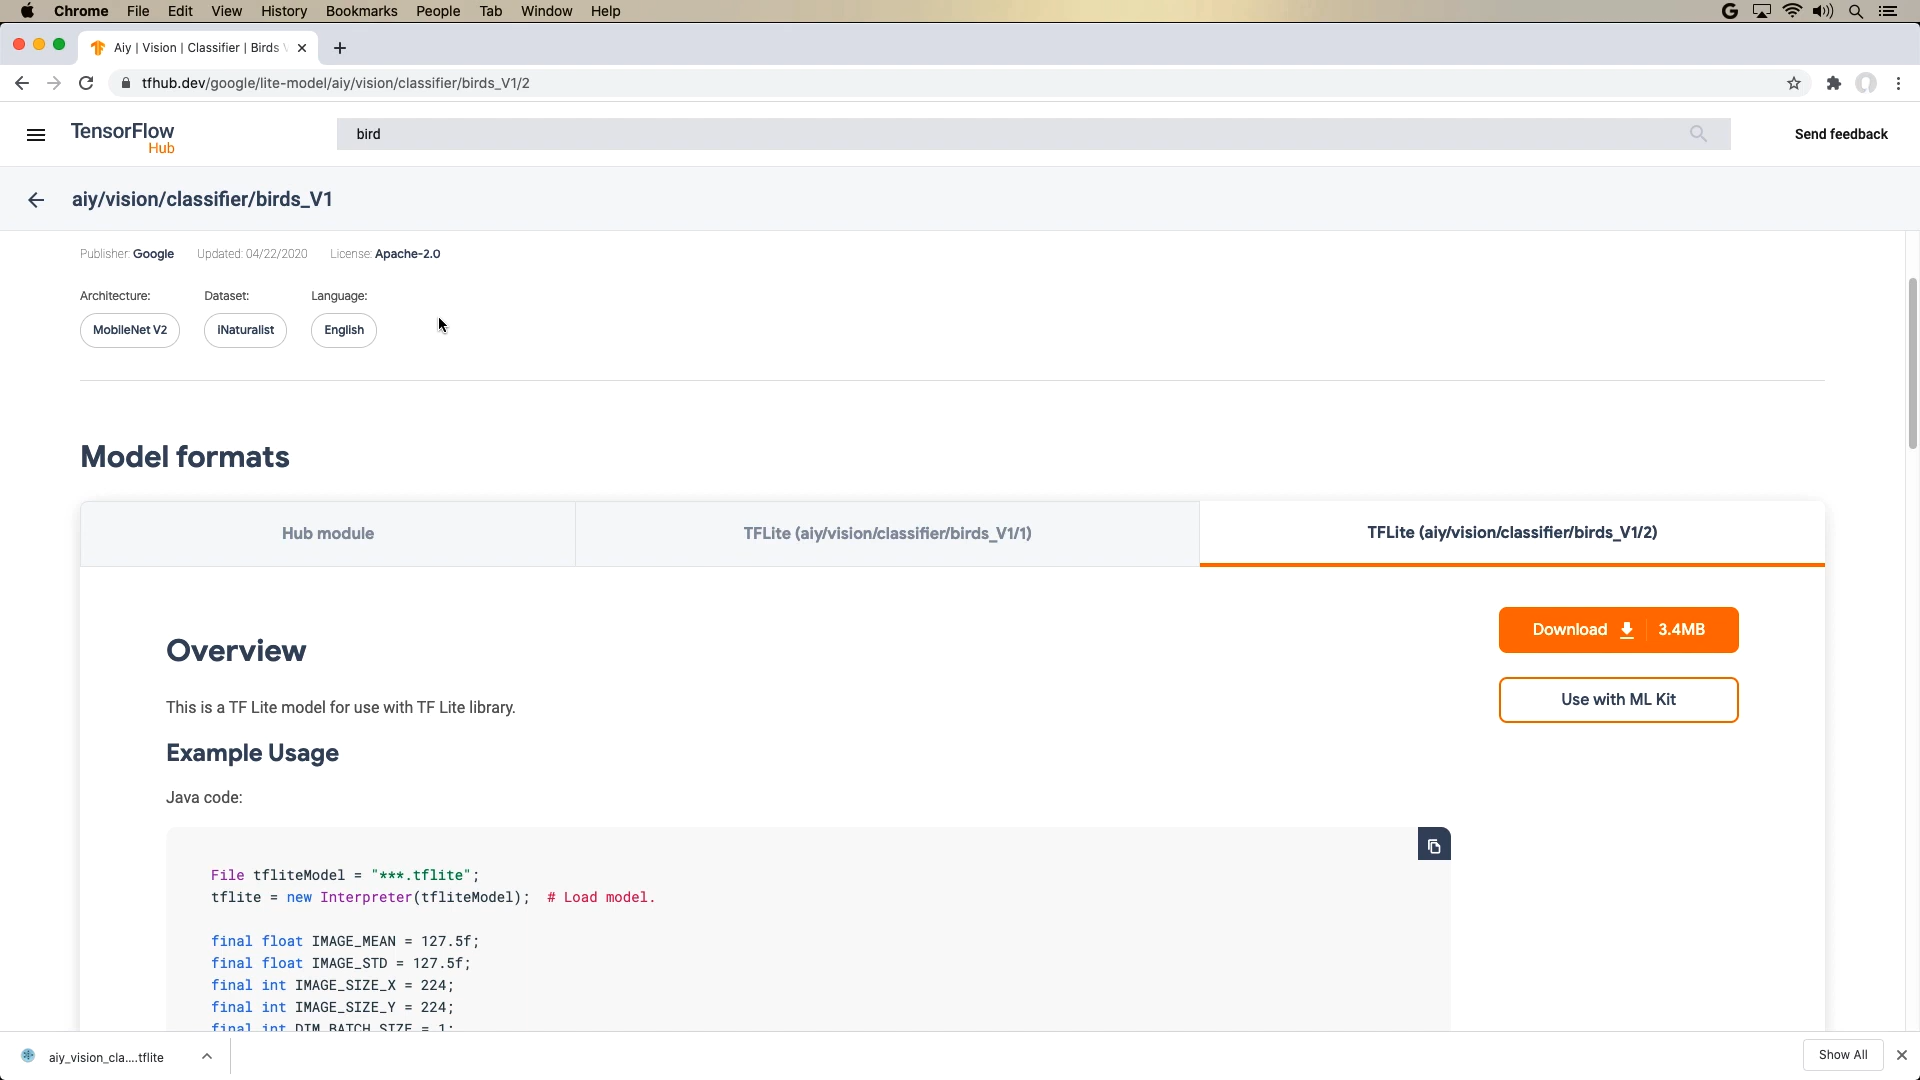 Chrome File Edit View History Bookmarks People Tab Window Help
Aiy | Vision | Classifier | Birds V
tfhub.dev/google/lite-model/aiy/vision/classifier/birds_V1/2
TensorFlow
Hub
bird
Send feedback
aiy/vision/classifier/birds_V1
Publisher: Google Updated: 04/22/2020 License: Apache-2.0
Architecture: Dataset: Language:
MobileNet V2 iNaturalist English
Model formats
Hub module TFLite (aiy/vision/classifier/birds_V1/1) TFLite (aiy/vision/classifier/birds_V1/2)
Download 3.4MB
Overview
Use with ML Kit
This is a TF Lite model for use with TF Lite library.
Example Usage
Java code:
File tfliteModel = "***.tflite";
tflite = new Interpreter(tfliteModel);  # Load model.
final float IMAGE_MEAN = 127.5f;
final float IMAGE_STD = 127.5f;
final int IMAGE_SIZE_X = 224;
final int IMAGE_SIZE_Y = 224;
final int DIM_BATCH_SIZE = 1;
aiy_vision_cla....tflite Show All